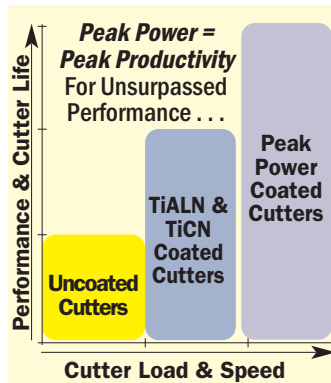 Peak Power =
Peak Productivity
For Unsurpassed
Performance . . .
Performance & Cutter Life
Peak
Power
Coated
Cutters
TiALN &
TiCN
Coated
Cutters
Uncoated
Cutters
Cutter Load & Speed